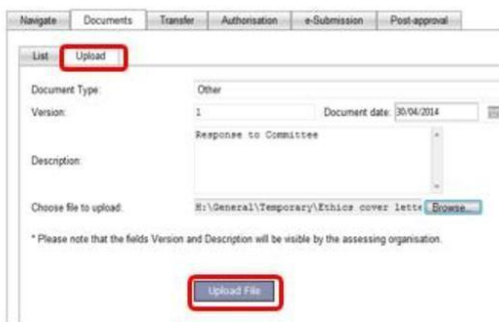 Navigate Documents Transfer Authorisation e-Submission Post-approval
List Upload
Document Type: Other
Version: 1 Document date: 30/04/2014
Response to Committee
Description:
Choose file to upload: H:\General\Temporary\Ethics cover lette Browse...
* Please note that the fields Version and Description will be visible by the assessing organisation.
Upload File